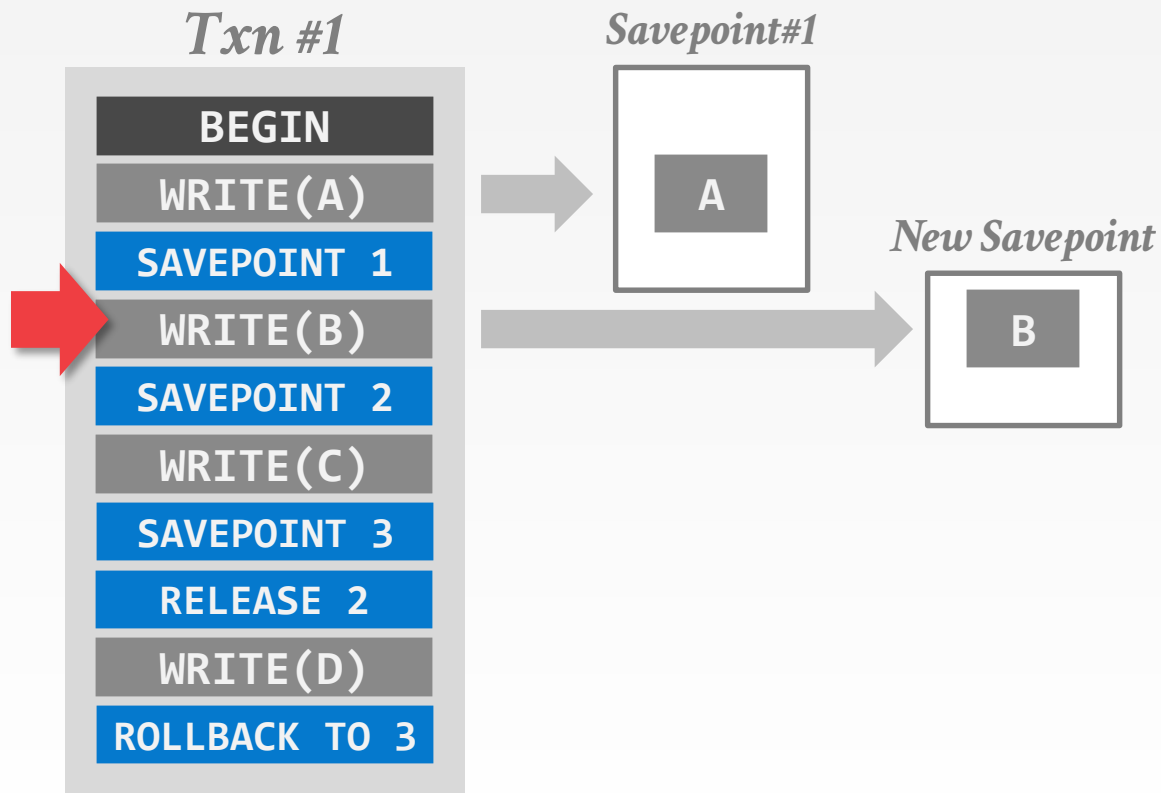 Txn #1
BEGIN
WRITE(A)
SAVEPOINT 1
WRITE(B)
SAVEPOINT 2
WRITE(C)
SAVEPOINT 3
RELEASE 2
WRITE(D)
ROLLBACK TO 3
Savepoint#1
A
New Savepoint
B